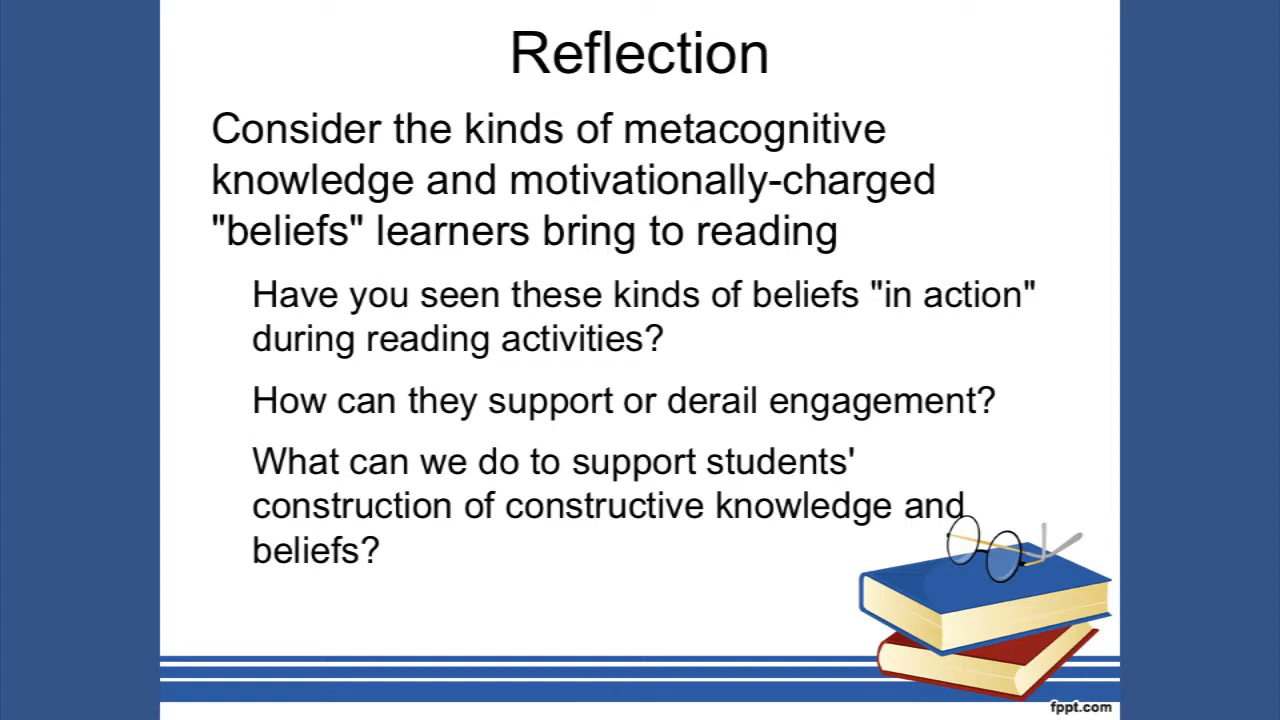 Reflection
Consider the kinds of metacognitive
knowledge and motivationally-charged
"beliefs" learners bring to reading
Have you seen these kinds of beliefs "in action"
during reading activities?
How can they support or derail engagement?
What can we do to support students'
construction of constructive knowledge and
beliefs?
fppt.com